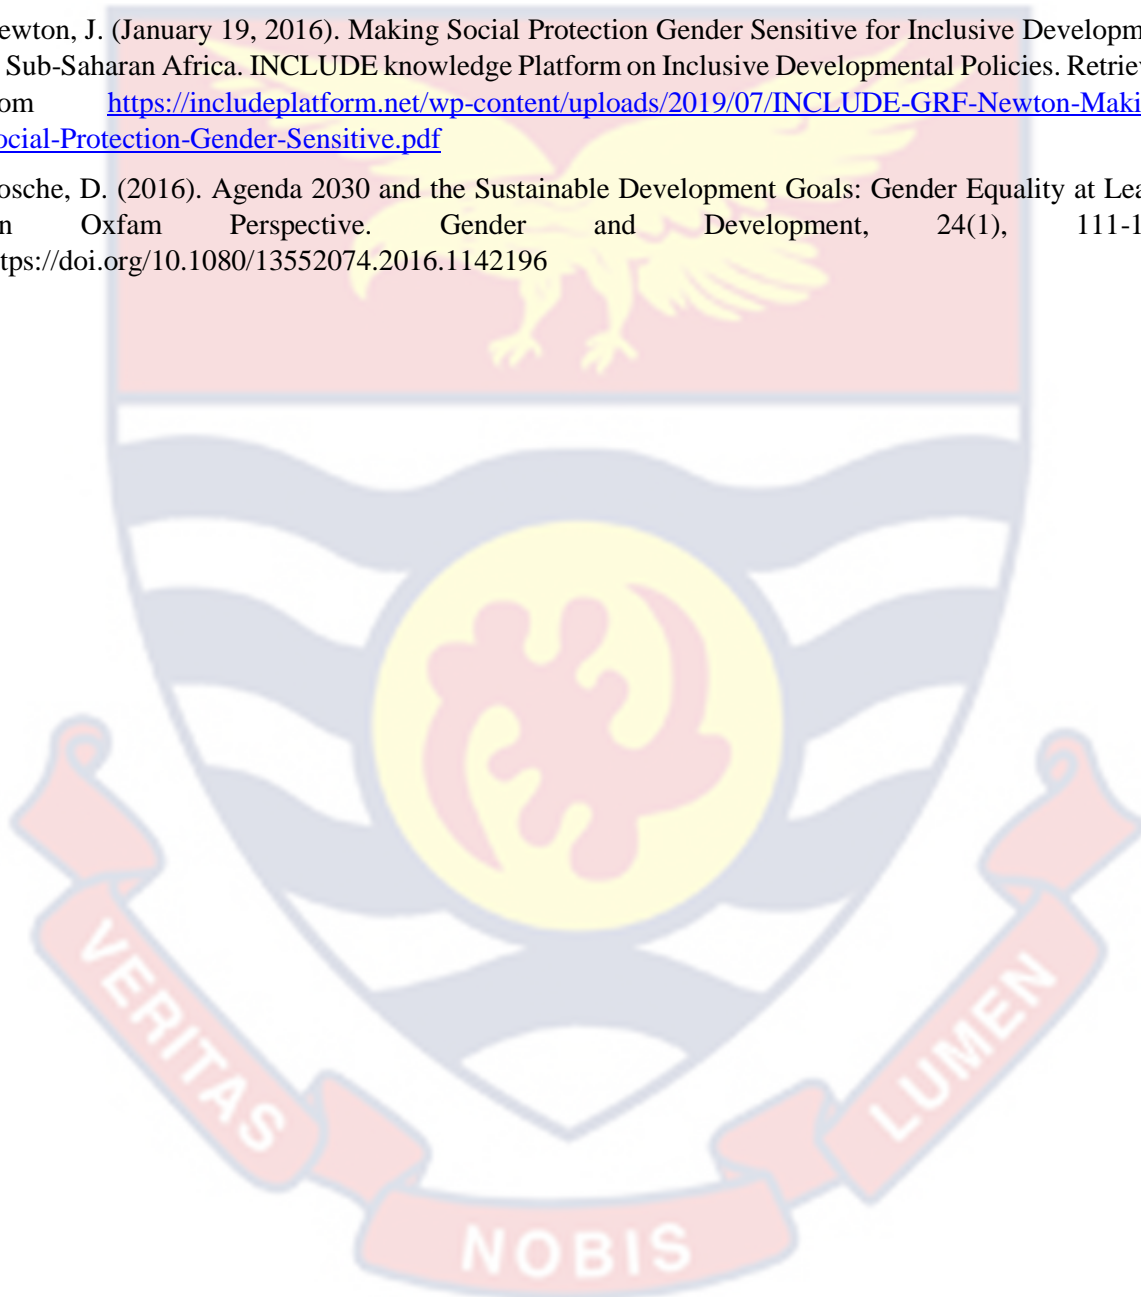 ewton, J. (January 19, 2016). Making Social Protection Gender Sensitive for Inclusive Developm
Sub-Saharan Africa. INCLUDE knowledge Platform on Inclusive Developmental Policies. Retriev
om https://includeplatform.net/wp-content/uploads/2019/07/INCLUDE-GRF-Newton-Maki
ocial-Protection-Gender-Sensitive.pdf
osche, D. (2016). Agenda 2030 and the Sustainable Development Goals: Gender Equality at Lea
n Oxfam Perspective. Gender and Development, 24(1), 111-1
ttps://doi.org/10.1080/13552074.2016.1142196
VERITAS
NOBIS
LUMEN